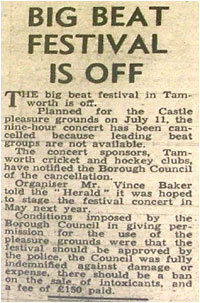 BIG BEAT
FESTIVAL
IS OFF
THE big beat festival in Tam-
worth is off.
Planned for the Castle
pleasure grounds on July 11, the
nine-hour concert has been can-
celled because leading beat
groups are not available.
The concert sponsors, Tam-
worth cricket and hockey clubs,
have notified the Borough Council
of the cancellation.
Organiser Mr. Vince Baker
told the "Herald" it was hoped
to stage the festival concert in
May next year.
Conditions imposed by the
Borough Council in giving per-
mission for the use of the
pleasure grounds were that the
festival should be approved by
the police, the Council was fully
indemnified against damage or
expense, there should be a ban
on the sale of intoxicants, and
a fee of £150 paid.